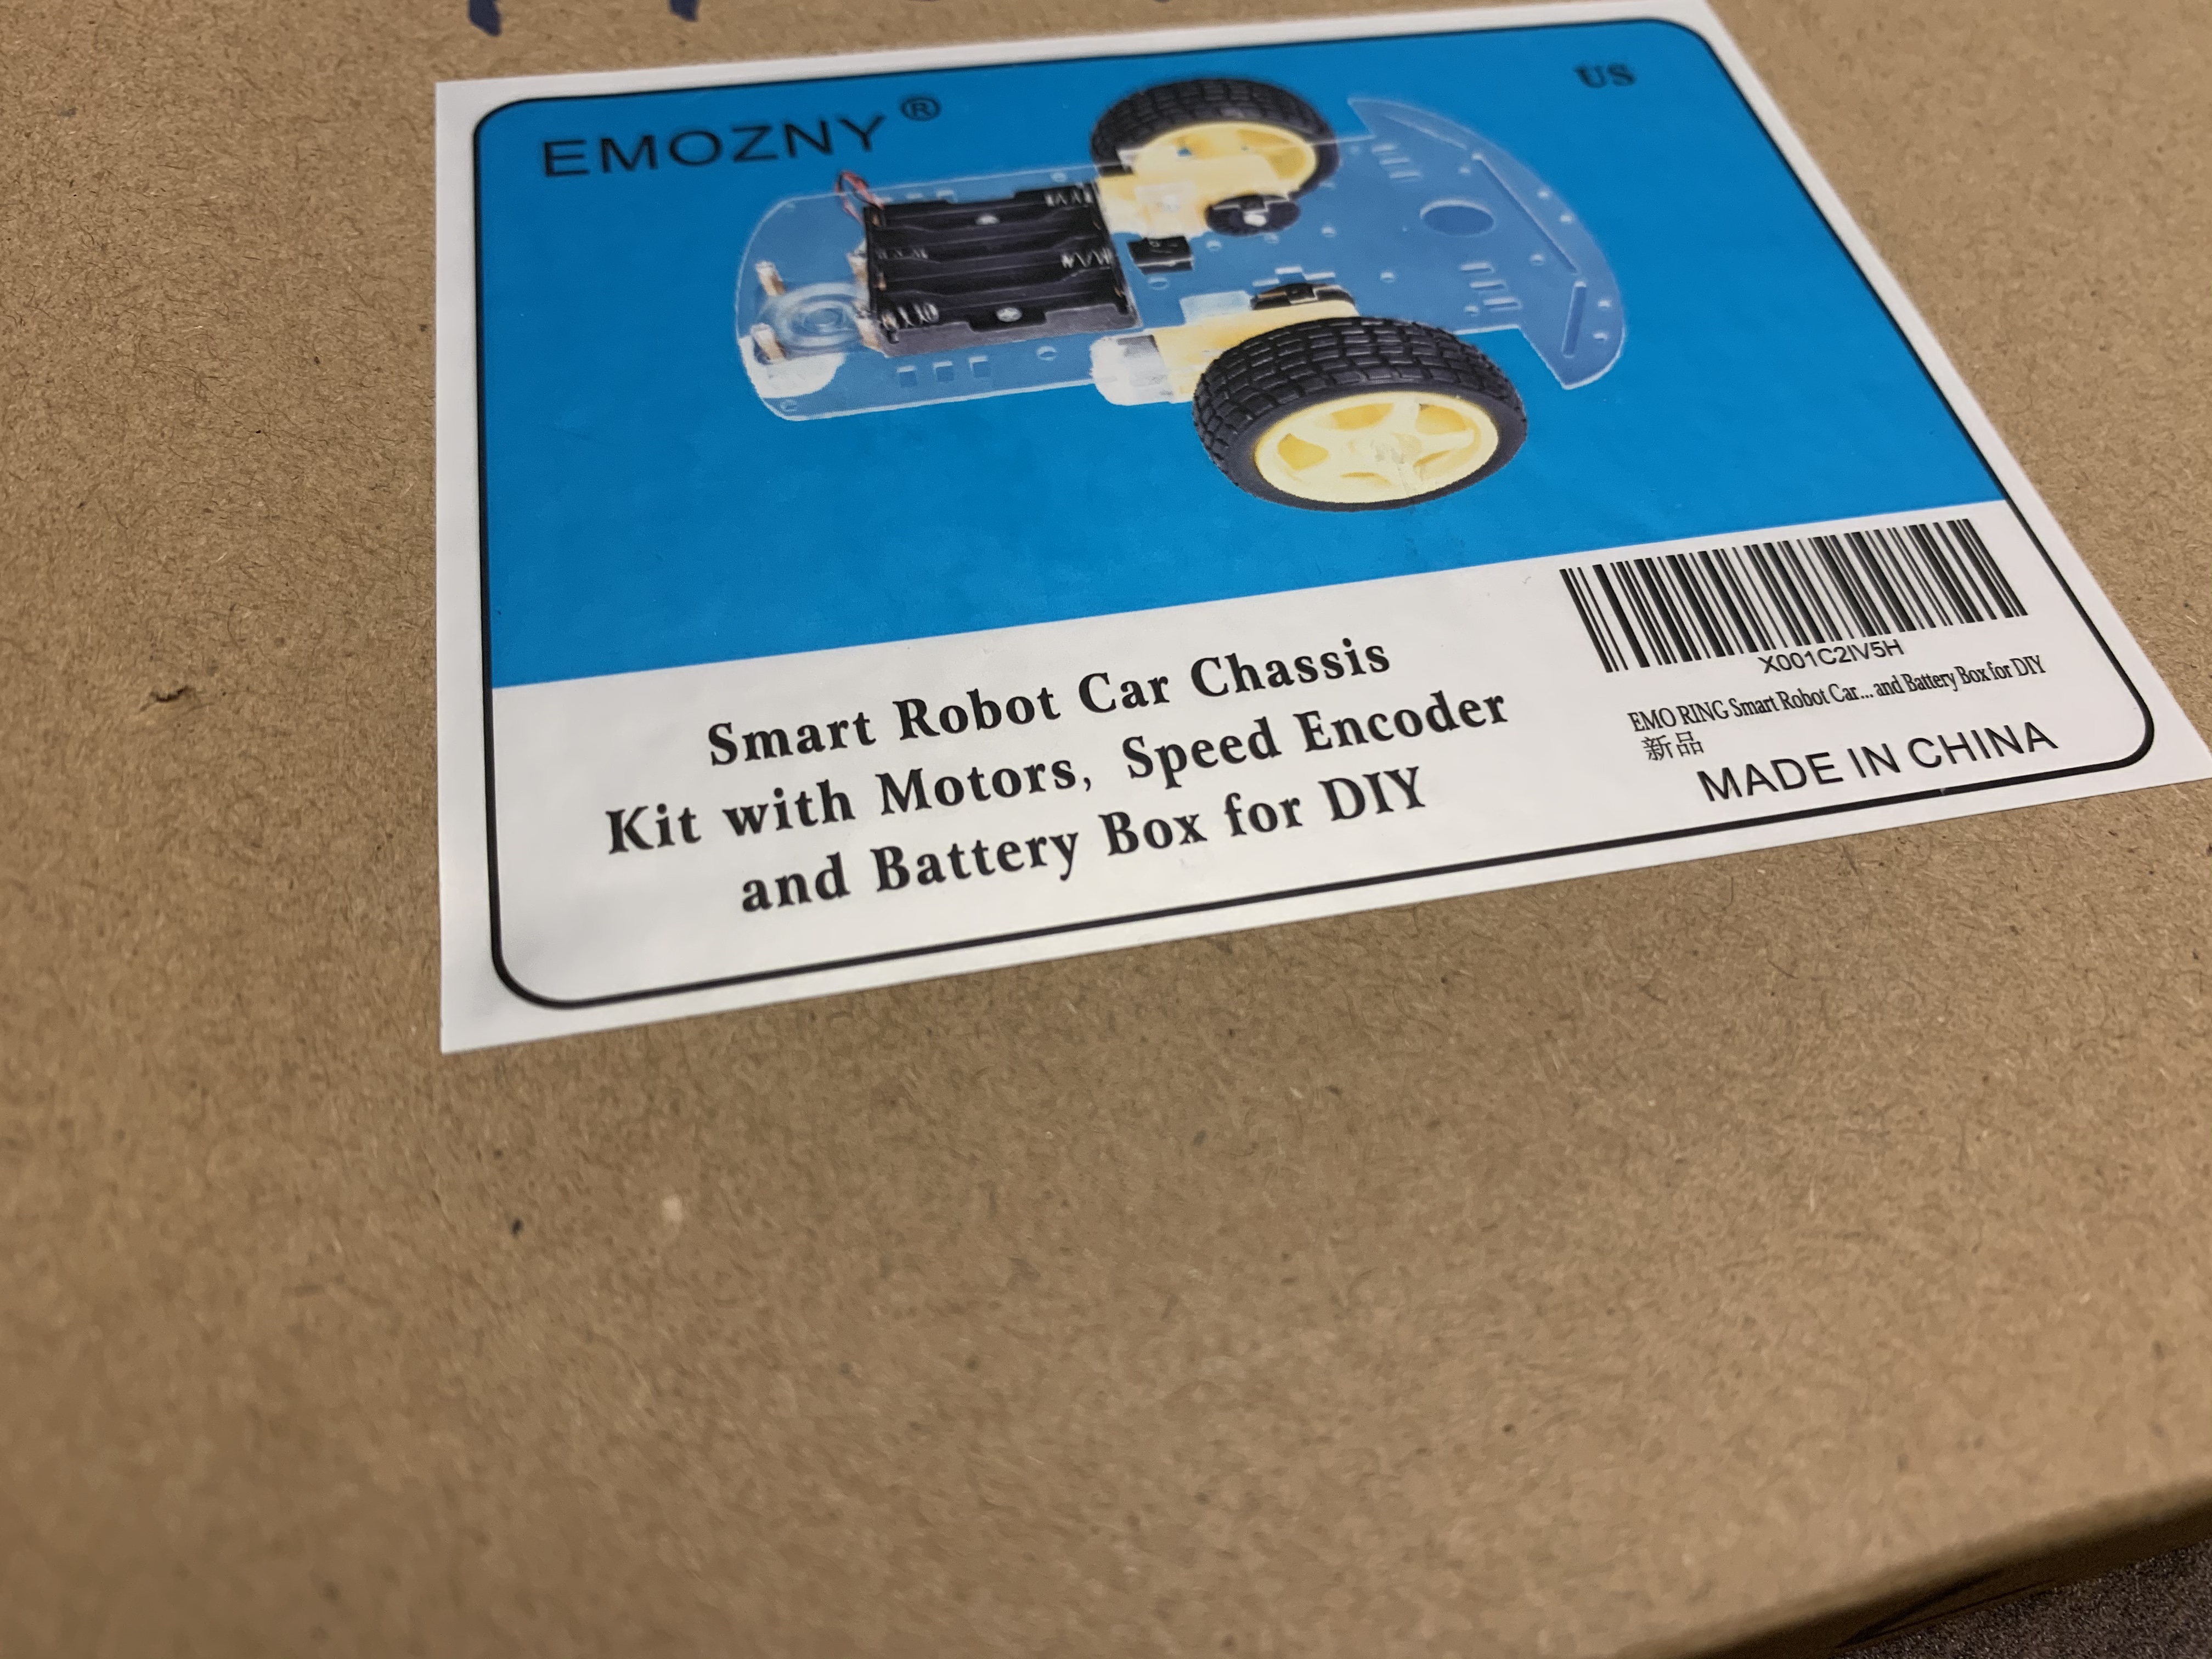 EMOZNY®
US
Smart Robot Car Chassis
Kit with Motors, Speed Encoder
and Battery Box for DIY
X001C2IV5H
EMO RING Smart Robot Car... and Battery Box for DIY
新品
MADE IN CHINA